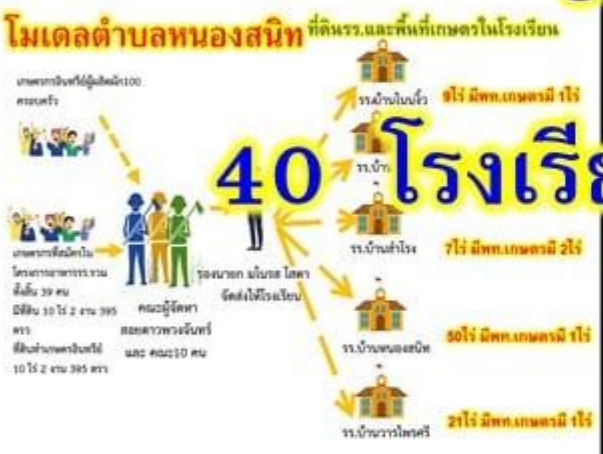 โมเดลตำบลหนองสนิท
ที่ดินรร.และพื้นที่เกษตรในโรงเรียน
เกษตรกรอินทรีย์ผู้ผลิตผัก100
ครอบครัว
รร.บ้านโนนงิ้ว
9ไร่ มีพท.เกษตรมี 1ไร่
รร.บ้าน
40 โรงเรีย
รร.บ้านสำโรง
7ไร่ มีพท.เกษตรมี 2ไร่
เกษตรกรที่สมัครใน
โครงการอาหารรร.รวม
ทั้งสิ้น 39 คน
มีที่ดิน 10 ไร่ 2 งาน 395
ตรว
ที่ดินทำเกษตรอินทรีย์
10 ไร่ 2 งาน 395 ตรว
คณะผู้จัดหา
สอยดาวพวงจันทร์
และ คณะ10 คน
รองนายก มโนรส โสดา
จัดส่งให้โรงเรียน
รร.บ้านหนองสนิท
50ไร่ มีพท.เกษตรมี 1ไร่
รร.บ้านวารไพรศรี
21ไร่ มีพท.เกษตรมี 1ไร่